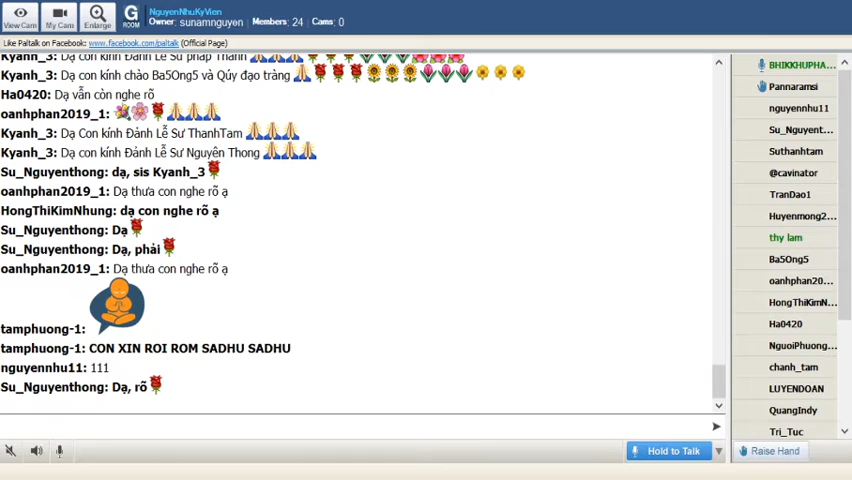 NguyenNhuKyVien
Owner: sunamnguyen Members: 24 Cams: 0
View Cam My Cam Enlarge G ROOM
Like Paltalk on Facebook: www.facebook.com/paltalk (Official Page)
Kyanh_3: Dạ con kính Đảnh Lễ Sư pháp Thành
Kyanh_3: Dạ con kính chào Ba5Ong5 và Qúy đạo tràng
Ha0420: Dạ vẫn còn nghe rõ
oanhphan2019_1:
Kyanh_3: Dạ Con kính Đảnh Lễ Sư ThanhTam
Kyanh_3: Dạ con kính Đảnh Lễ Sư Nguyên Thong
Su_Nguyenthong: dạ, sis Kyanh_3
oanhphan2019_1: Dạ thưa con nghe rõ ạ
HongThiKimNhung: dạ con nghe rõ ạ
Su_Nguyenthong: Dạ
Su_Nguyenthong: Dạ, phải
oanhphan2019_1: Dạ thưa con nghe rõ ạ
tamphuong-1:
tamphuong-1: CON XIN ROI ROM SADHU SADHU
nguyennhu11: 111
Su_Nguyenthong: Dạ, rõ
BHIKKHUPHA...
Pannaramsi
nguyennhu11
Su_Nguyent...
Suthanhtam
@cavinator
TranDao1
Huyenmong2...
thy lam
Ba5Ong5
oanhphan20...
HongThiKimN...
Ha0420
NguoiPhuong...
chanh_tam
LUYENDOAN
QuangIndy
Tri_Tuc
Hold to Talk
Raise Hand